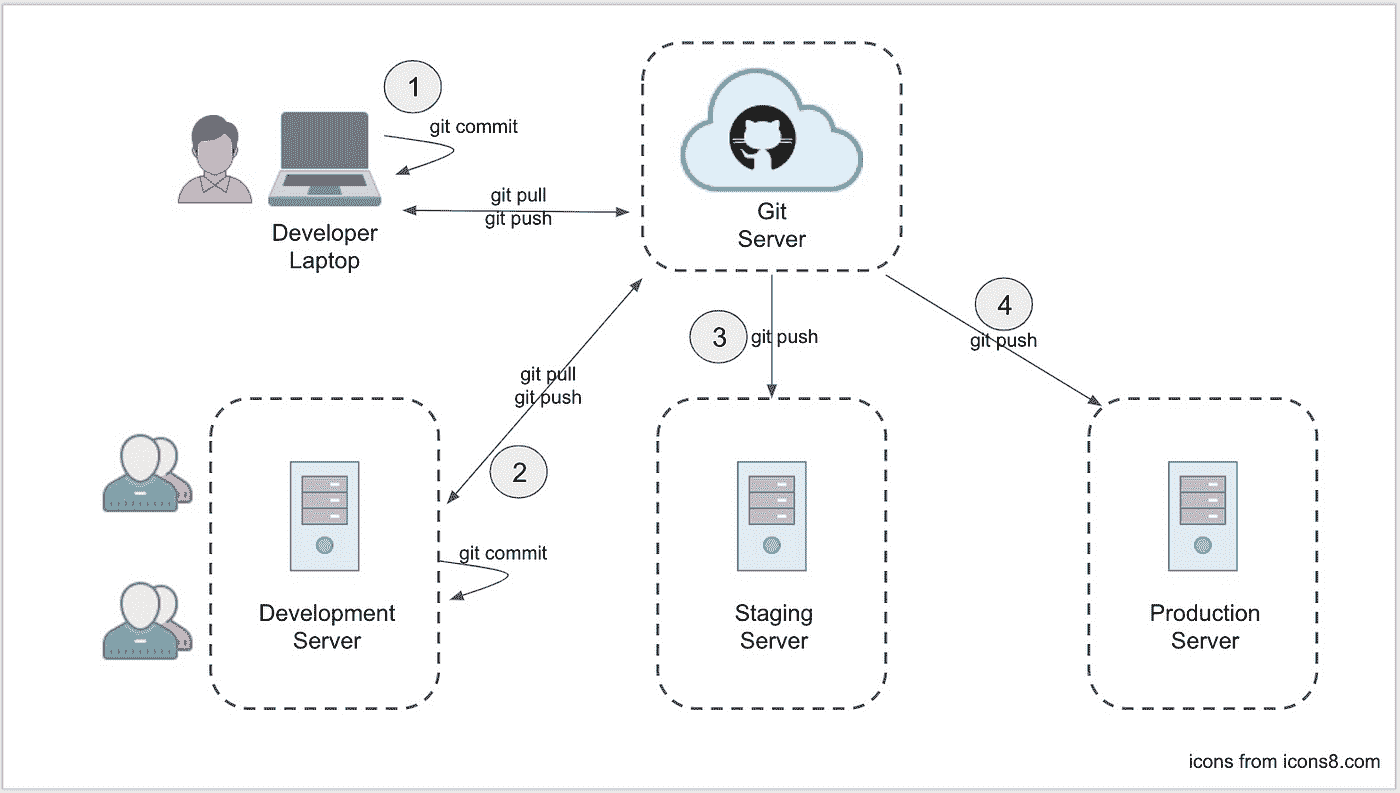 1
git commit
git pull
git push
Developer
Laptop
Git
Server
3
git push
4
git push
git pull
git push
2
git commit
Development
Server
Staging
Server
Production
Server
icons from icons8.com